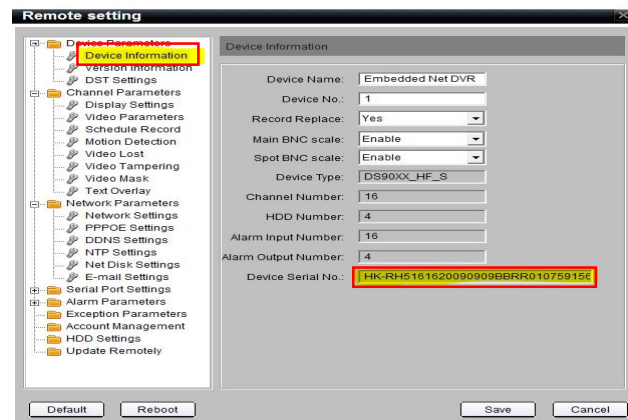 Remote setting
Device Parameters
Device Information
Version Information
DST Settings
Channel Parameters
Display Settings
Video Parameters
Schedule Record
Motion Detection
Video Lost
Video Tampering
Video Mask
Text Overlay
Network Parameters
Network Settings
PPPOE Settings
DDNS Settings
NTP Settings
Net Disk Settings
E-mail Settings
Serial Port Settings
Alarm Parameters
Exception Parameters
Account Management
HDD Settings
Update Remotely
Device Information
Device Name: Embedded Net DVR
Device No.: 1
Record Replace: Yes
Main BNC scale: Enable
Spot BNC scale: Enable
Device Type: DS90XX_HF_S
Channel Number: 16
HDD Number: 4
Alarm Input Number: 16
Alarm Output Number: 4
Device Serial No.: HK-RH5161620090909BBRR010759156
Default Reboot Save Cancel